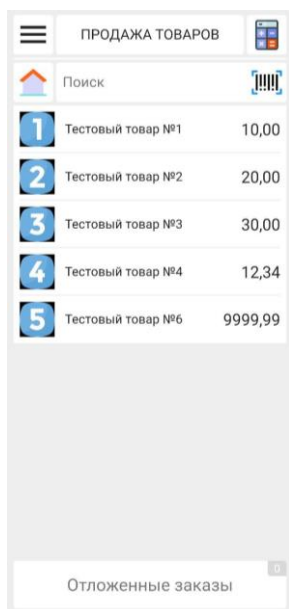 ПРОДАЖА ТОВАРОВ
Поиск
1 Тестовый товар №1 10,00
2 Тестовый товар №2 20,00
3 Тестовый товар №3 30,00
4 Тестовый товар №4 12,34
5 Тестовый товар №6 9999,99
0
Отложенные заказы